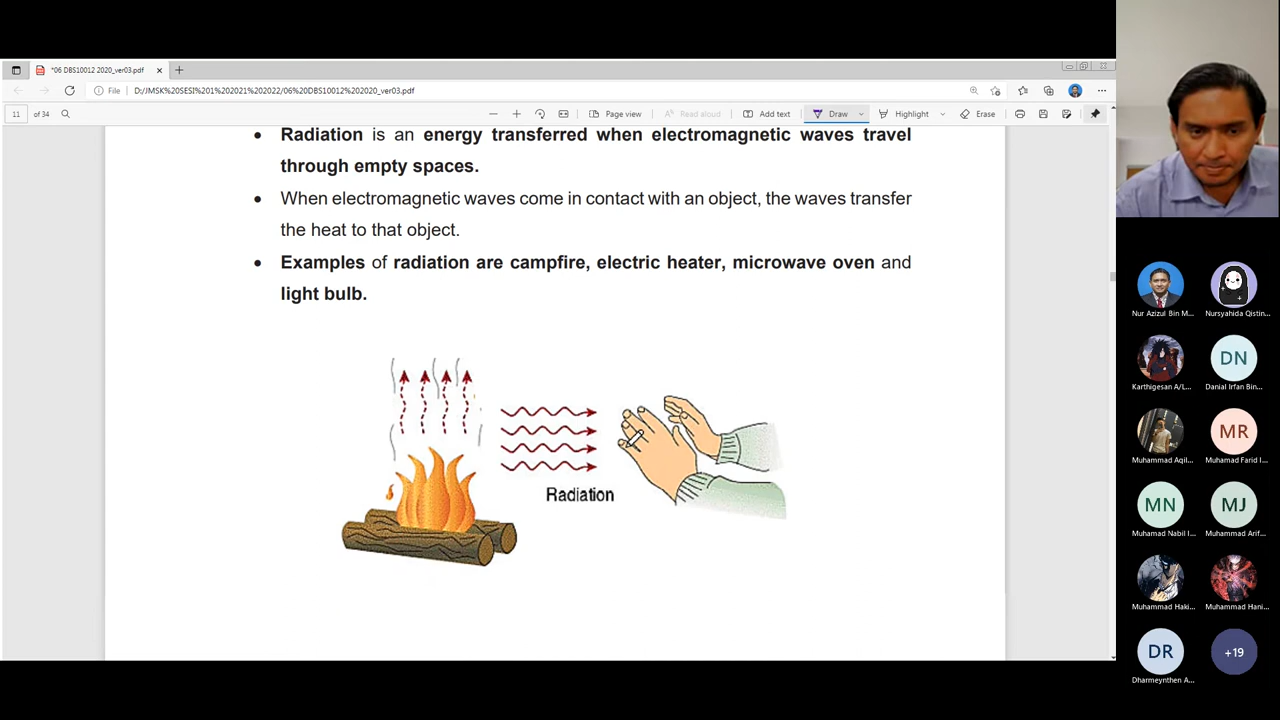 *06 DBS10012 2020_ver03.pdf
File
D:/JMSK%20SESI%201%202021%202022/06%20DBS10012%202020_ver03.pdf
11 of 34
Page view
Read aloud
Add text
Draw
Highlight
Erase
• Radiation is an energy transferred when electromagnetic waves travel
through empty spaces.
• When electromagnetic waves come in contact with an object, the waves transfer
the heat to that object.
• Examples of radiation are campfire, electric heater, microwave oven and
light bulb.
Radiation
Nur Azizul Bin M...
Nursyahida Qistin...
Karthigesan A/L...
DN
Danial Irfan Bin...
Muhammad Aqil...
MR
Muhamad Farid I...
MN
Muhamad Nabil I...
MJ
Muhammad Arif...
Muhammad Haki...
Muhammad Hani...
DR
Dharmeynthen A...
+19